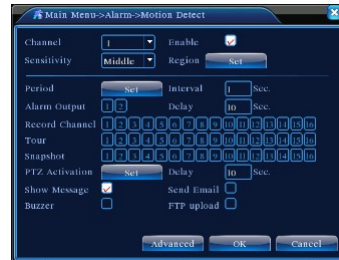 Main Menu->Alarm->Motion Detect
Channel 1 Enable
Sensitivity Middle Region Set
Period Set Interval 1 Sec.
Alarm Output 1 2 Delay 10 Sec.
Record Channel 1 2 3 4 5 6 7 8 9 10 11 12 13 14 15 16
Tour 1 2 3 4 5 6 7 8 9 10 11 12 13 14 15 16
Snapshot 1 2 3 4 5 6 7 8 9 10 11 12 13 14 15 16
PTZ Activation Set Delay 10 Sec.
Show Message Send Email
Buzzer FTP upload
Advanced OK Cancel